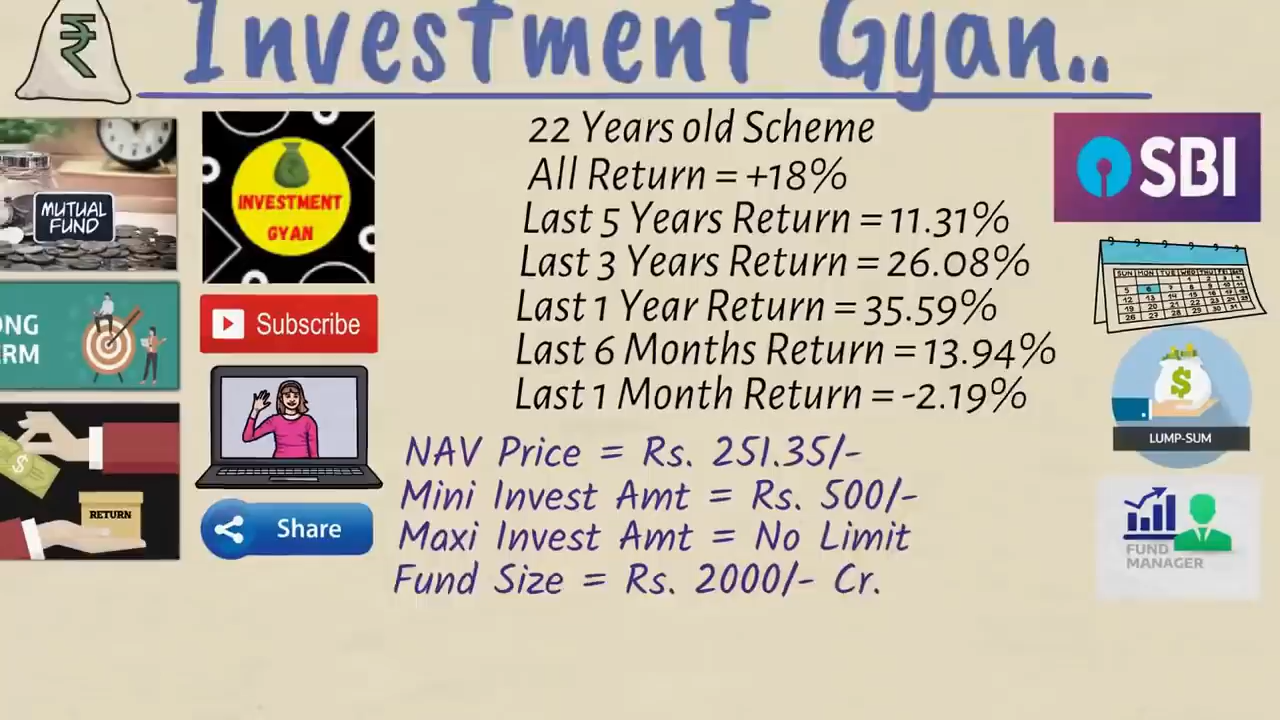 Investment Gyan..
22 Years old Scheme
All Return = +18%
Last 5 Years Return = 11.31%
Last 3 Years Return = 26.08%
Last 1 Year Return = 35.59%
Last 6 Months Return = 13.94%
Last 1 Month Return = -2.19%
NAV Price = Rs. 251.35/-
Mini Invest Amt = Rs. 500/-
Maxi Invest Amt = No Limit
Fund Size = Rs. 2000/- Cr.
₹
MUTUAL
FUND
ONG
RM
RETURN
INVESTMENT
GYAN
Subscribe
Share
SBI
LUMP-SUM
FUND
MANAGER